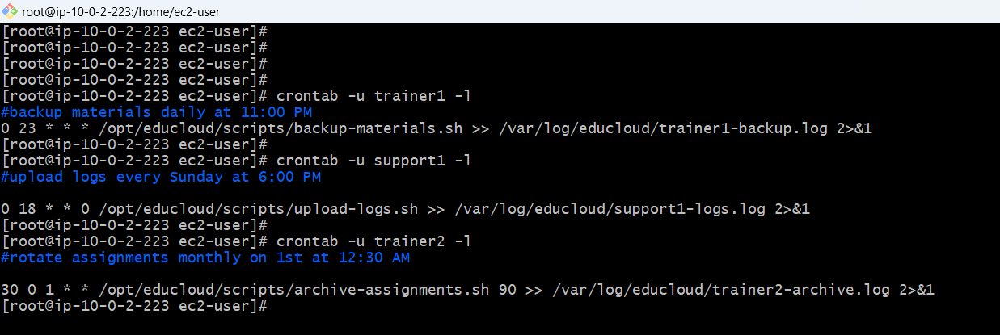 root@ip-10-0-2-223:/home/ec2-user
[root@ip-10-0-2-223 ec2-user]#
[root@ip-10-0-2-223 ec2-user]#
[root@ip-10-0-2-223 ec2-user]#
[root@ip-10-0-2-223 ec2-user]#
[root@ip-10-0-2-223 ec2-user]# crontab -u trainer1 -l
#backup materials daily at 11:00 PM
0 23 * * * /opt/educloud/scripts/backup-materials.sh >> /var/log/educloud/trainer1-backup.log 2>&1
[root@ip-10-0-2-223 ec2-user]#
[root@ip-10-0-2-223 ec2-user]# crontab -u support1 -l
#upload logs every Sunday at 6:00 PM

0 18 * * 0 /opt/educloud/scripts/upload-logs.sh >> /var/log/educloud/support1-logs.log 2>&1
[root@ip-10-0-2-223 ec2-user]#
[root@ip-10-0-2-223 ec2-user]# crontab -u trainer2 -l
#rotate assignments monthly on 1st at 12:30 AM

30 0 1 * * /opt/educloud/scripts/archive-assignments.sh 90 >> /var/log/educloud/trainer2-archive.log 2>&1
[root@ip-10-0-2-223 ec2-user]#